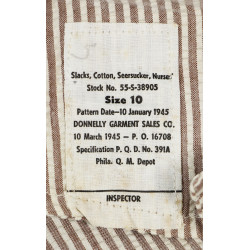 Slacks, Cotton, Seersucker, Nurse:'
Stock No. 55-S-38905
Size 10
Pattern Date—10 January 1945
DONNELLY GARMENT SALES CO.
10 March 1945 — P. O. 16708
Specification P. Q. D. No. 391A
Phila. Q. M. Depot
INSPECTOR